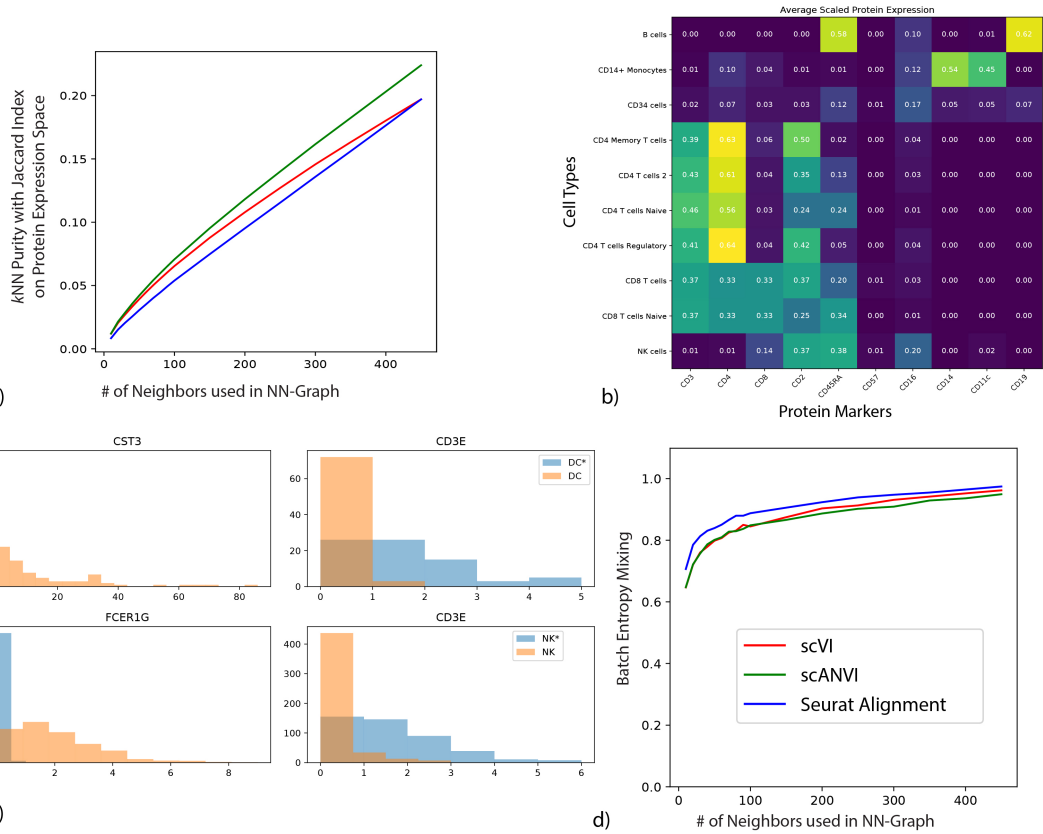 kNN Purity with Jaccard Index
on Protein Expression Space
0.20
0.15
0.10
0.05
0.00
0 100 200 300 400
# of Neighbors used in NN-Graph
)
Average Scaled Protein Expression
Cell Types
B cells 0.00 0.00 0.00 0.00 0.58 0.00 0.10 0.00 0.01 0.62
CD14+ Monocytes 0.01 0.10 0.04 0.01 0.01 0.00 0.12 0.54 0.45 0.00
CD34 cells 0.02 0.07 0.03 0.03 0.12 0.01 0.17 0.05 0.05 0.07
CD4 Memory T cells 0.39 0.63 0.06 0.50 0.02 0.00 0.04 0.00 0.00 0.00
CD4 T cells 2 0.43 0.61 0.04 0.35 0.13 0.00 0.03 0.00 0.00 0.00
CD4 T cells Naive 0.46 0.56 0.03 0.24 0.24 0.00 0.01 0.00 0.00 0.00
CD4 T cells Regulatory 0.41 0.64 0.04 0.42 0.05 0.00 0.04 0.00 0.00 0.00
CD8 T cells 0.37 0.33 0.33 0.37 0.20 0.01 0.03 0.00 0.00 0.00
CD8 T cells Naive 0.37 0.33 0.33 0.25 0.34 0.00 0.01 0.00 0.00 0.00
NK cells 0.01 0.01 0.14 0.37 0.38 0.01 0.20 0.00 0.02 0.00
CD3 CD4 CD8 CD2 CD45RA CD57 CD16 CD14 CD11c CD19
b)
Protein Markers
CST3
20 40 60 80
CD3E
DC*
DC
60
40
20
0
0 1 2 3 4 5
FCER1G
2 4 6 8
CD3E
NK*
NK
400
300
200
100
0
0 1 2 3 4 5 6
)
Batch Entropy Mixing
1.0
0.8
0.6
0.4
0.2
0.0
scVI
scANVI
Seurat Alignment
0 100 200 300 400
d)
# of Neighbors used in NN-Graph